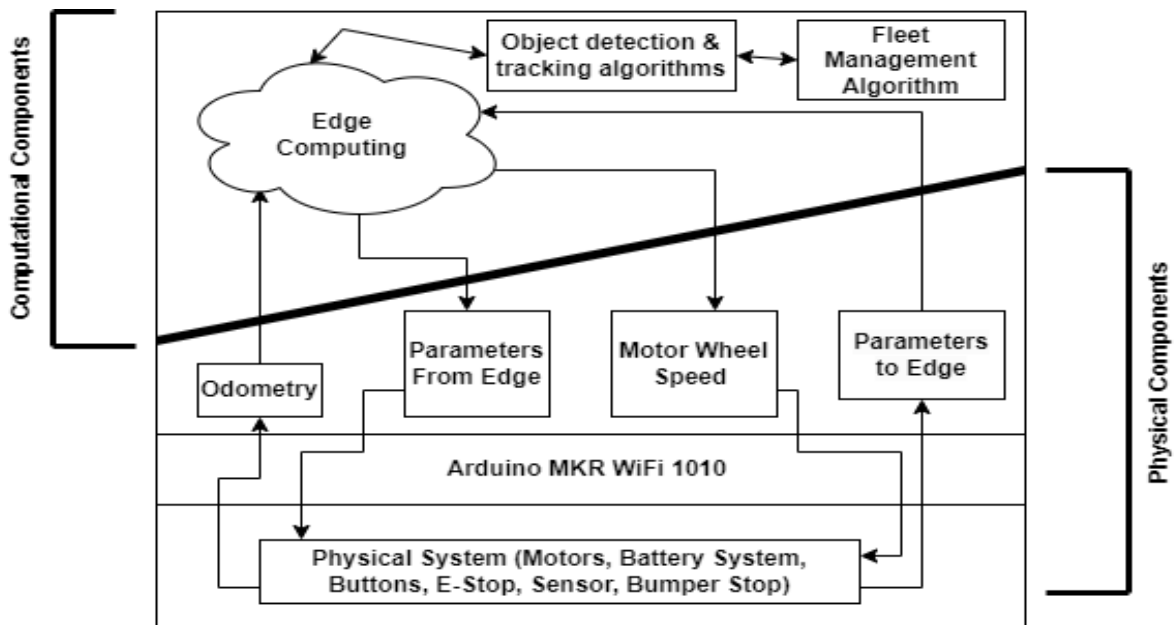 Computational Components
Object detection &
tracking algorithms
Fleet
Management
Algorithm
Edge
Computing
Physical Components
Odometry
Parameters
From Edge
Motor Wheel
Speed
Parameters
to Edge
Arduino MKR WiFi 1010
Physical System (Motors, Battery System,
Buttons, E-Stop, Sensor, Bumper Stop)